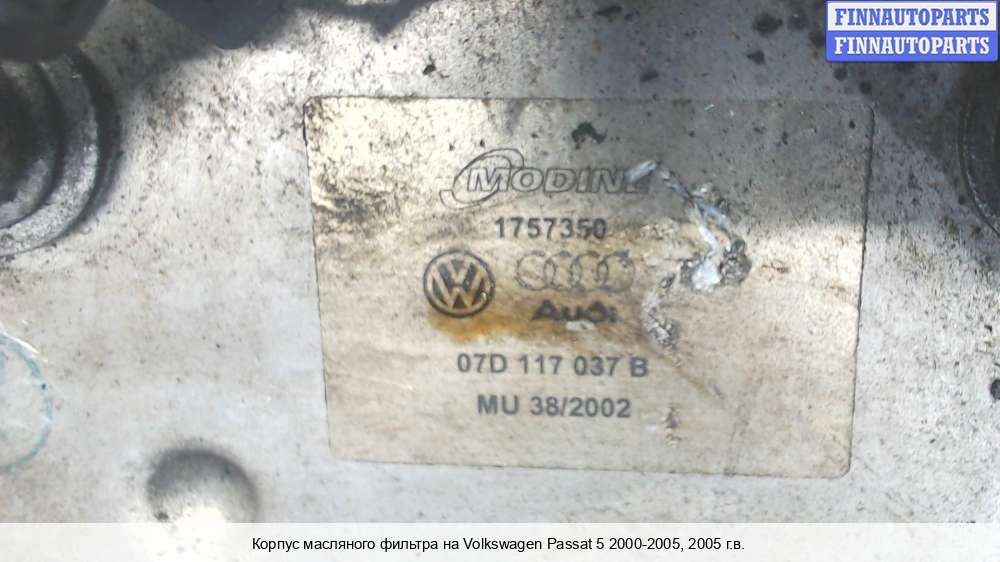 FINNAUTOPARTS
FINNAUTOPARTS
MODINE
1757350
VW
Audi
07D 117 037 B
MU 38/2002
Корпус масляного фильтра на Volkswagen Passat 5 2000-2005, 2005 г.в.